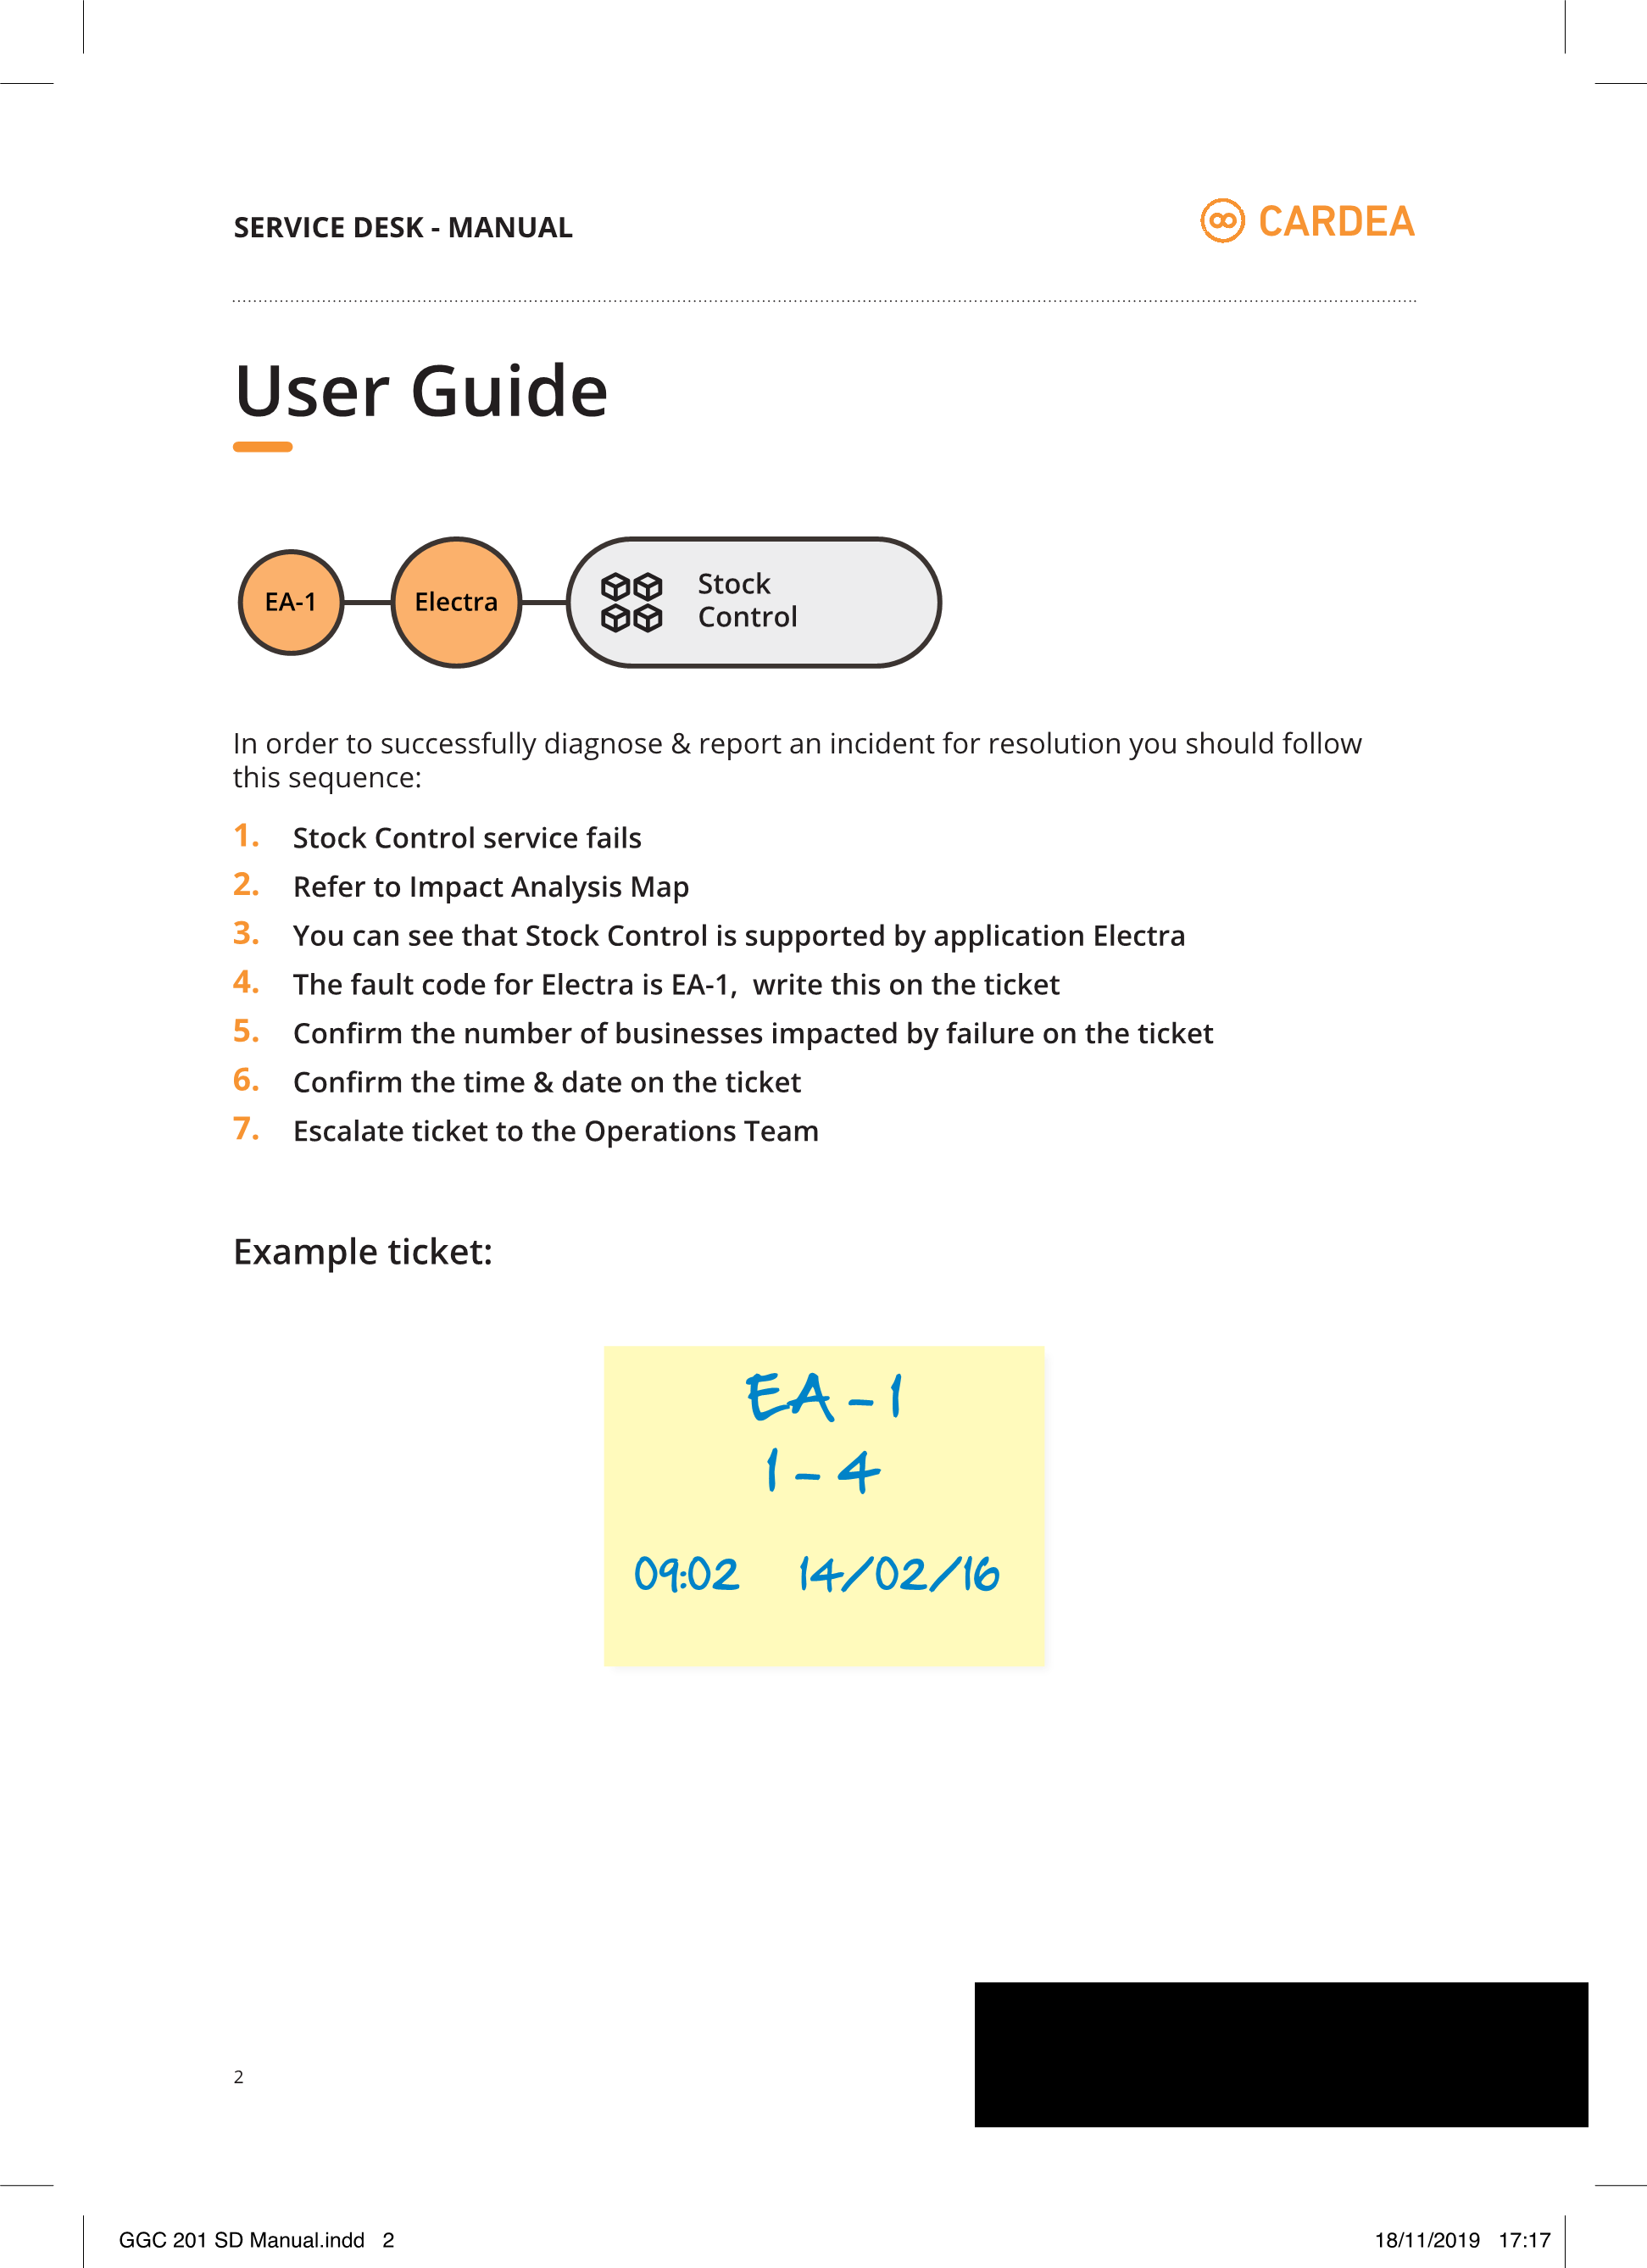 SERVICE DESK - MANUAL
CARDEA
User Guide
EA-1
Electra
Stock
Control
In order to successfully diagnose & report an incident for resolution you should follow
this sequence:
1. Stock Control service fails
2. Refer to Impact Analysis Map
3. You can see that Stock Control is supported by application Electra
4. The fault code for Electra is EA-1, write this on the ticket
5. Confirm the number of businesses impacted by failure on the ticket
6. Confirm the time & date on the ticket
7. Escalate ticket to the Operations Team
Example ticket:
EA-1
1-4
09:02 14/02/16
2
GGC 201 SD Manual.indd 2
18/11/2019 17:17